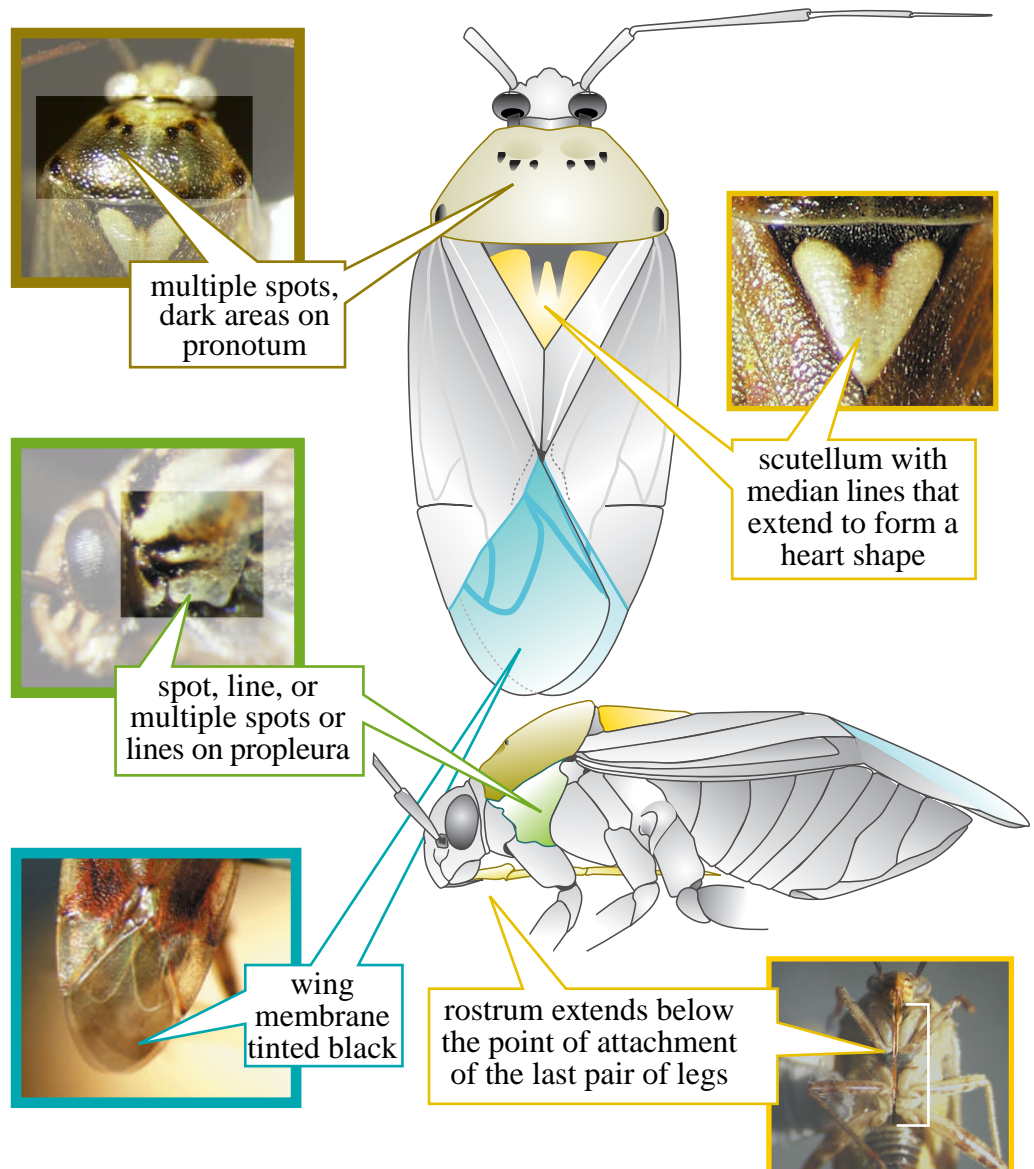 multiple spots,
dark areas on
pronotum
scutellum with
median lines that
extend to form a
heart shape
spot, line, or
multiple spots or
lines on propleura
wing
membrane
tinted black
rostrum extends below
the point of attachment
of the last pair of legs